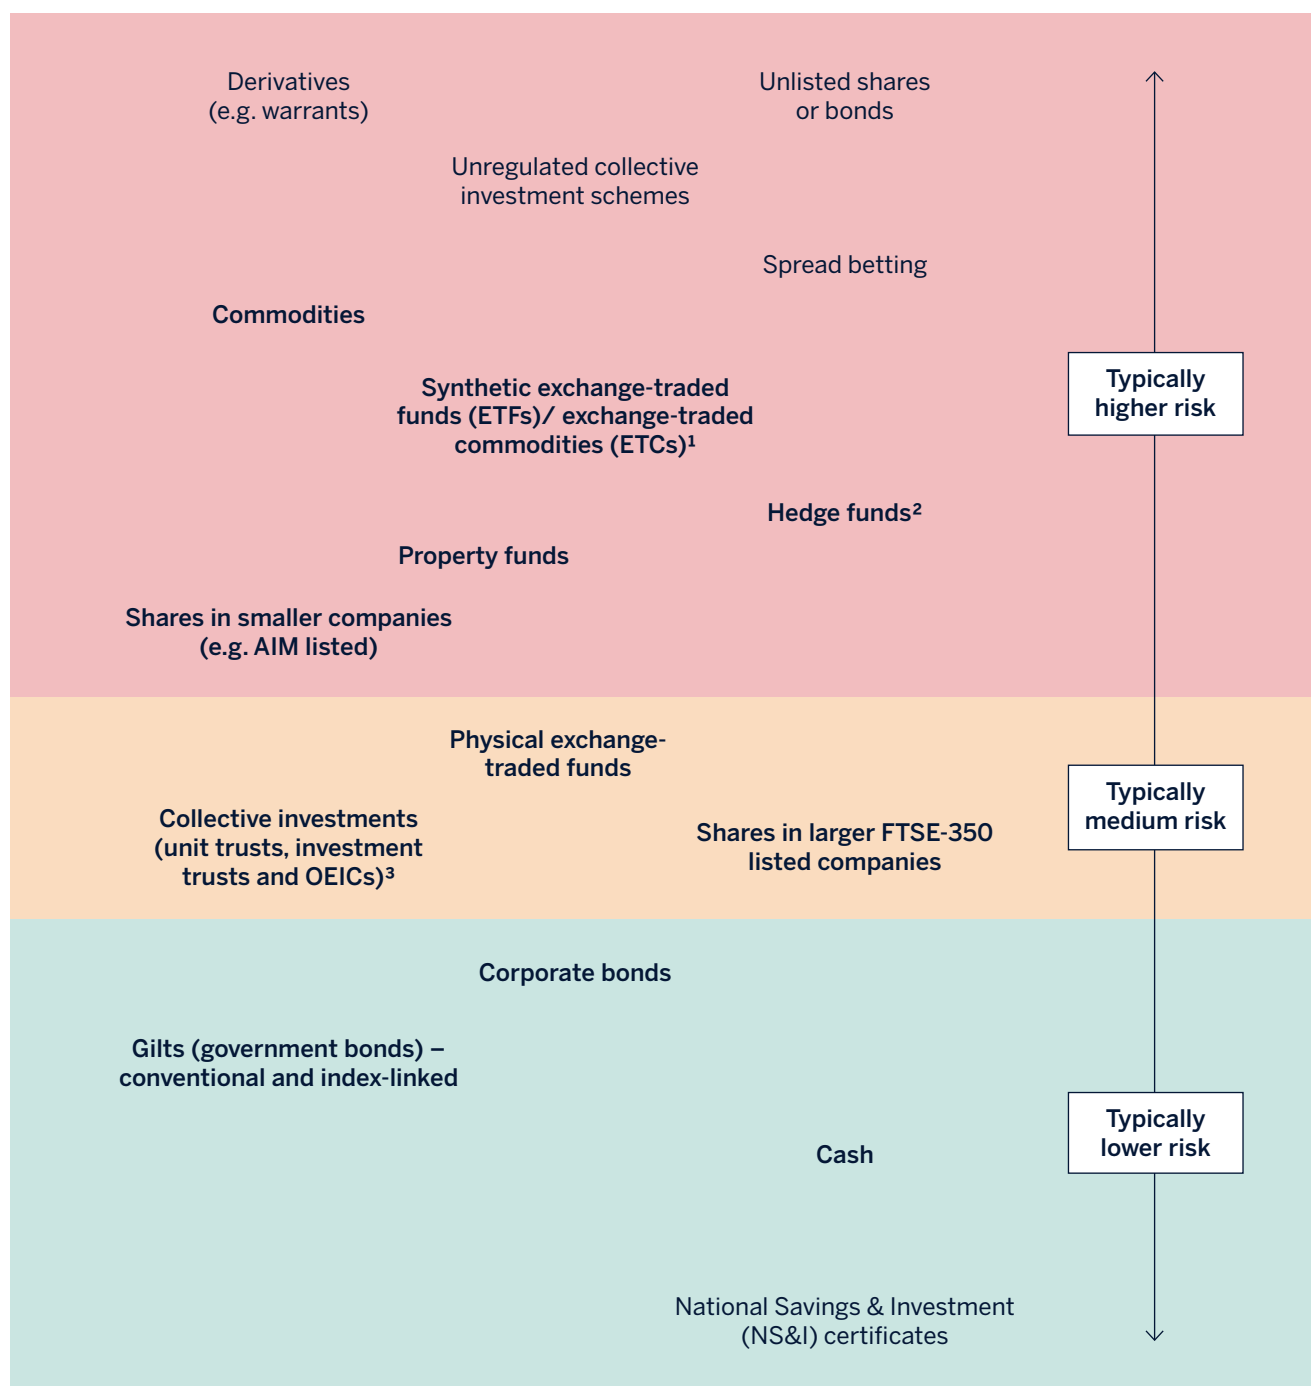 Derivatives
(e.g. warrants)
Unlisted shares
or bonds
Unregulated collective
investment schemes
Spread betting
Commodities
Typically
higher risk
Synthetic exchange-traded
funds (ETFs)/ exchange-traded
commodities (ETCs)¹
Hedge funds²
Property funds
Shares in smaller companies
(e.g. AIM listed)
Physical exchange-
traded funds
Typically
medium risk
Collective investments
(unit trusts, investment
trusts and OEICs)³
Shares in larger FTSE-350
listed companies
Corporate bonds
Gilts (government bonds) –
conventional and index-linked
Typically
lower risk
Cash
National Savings & Investment
(NS&I) certificates